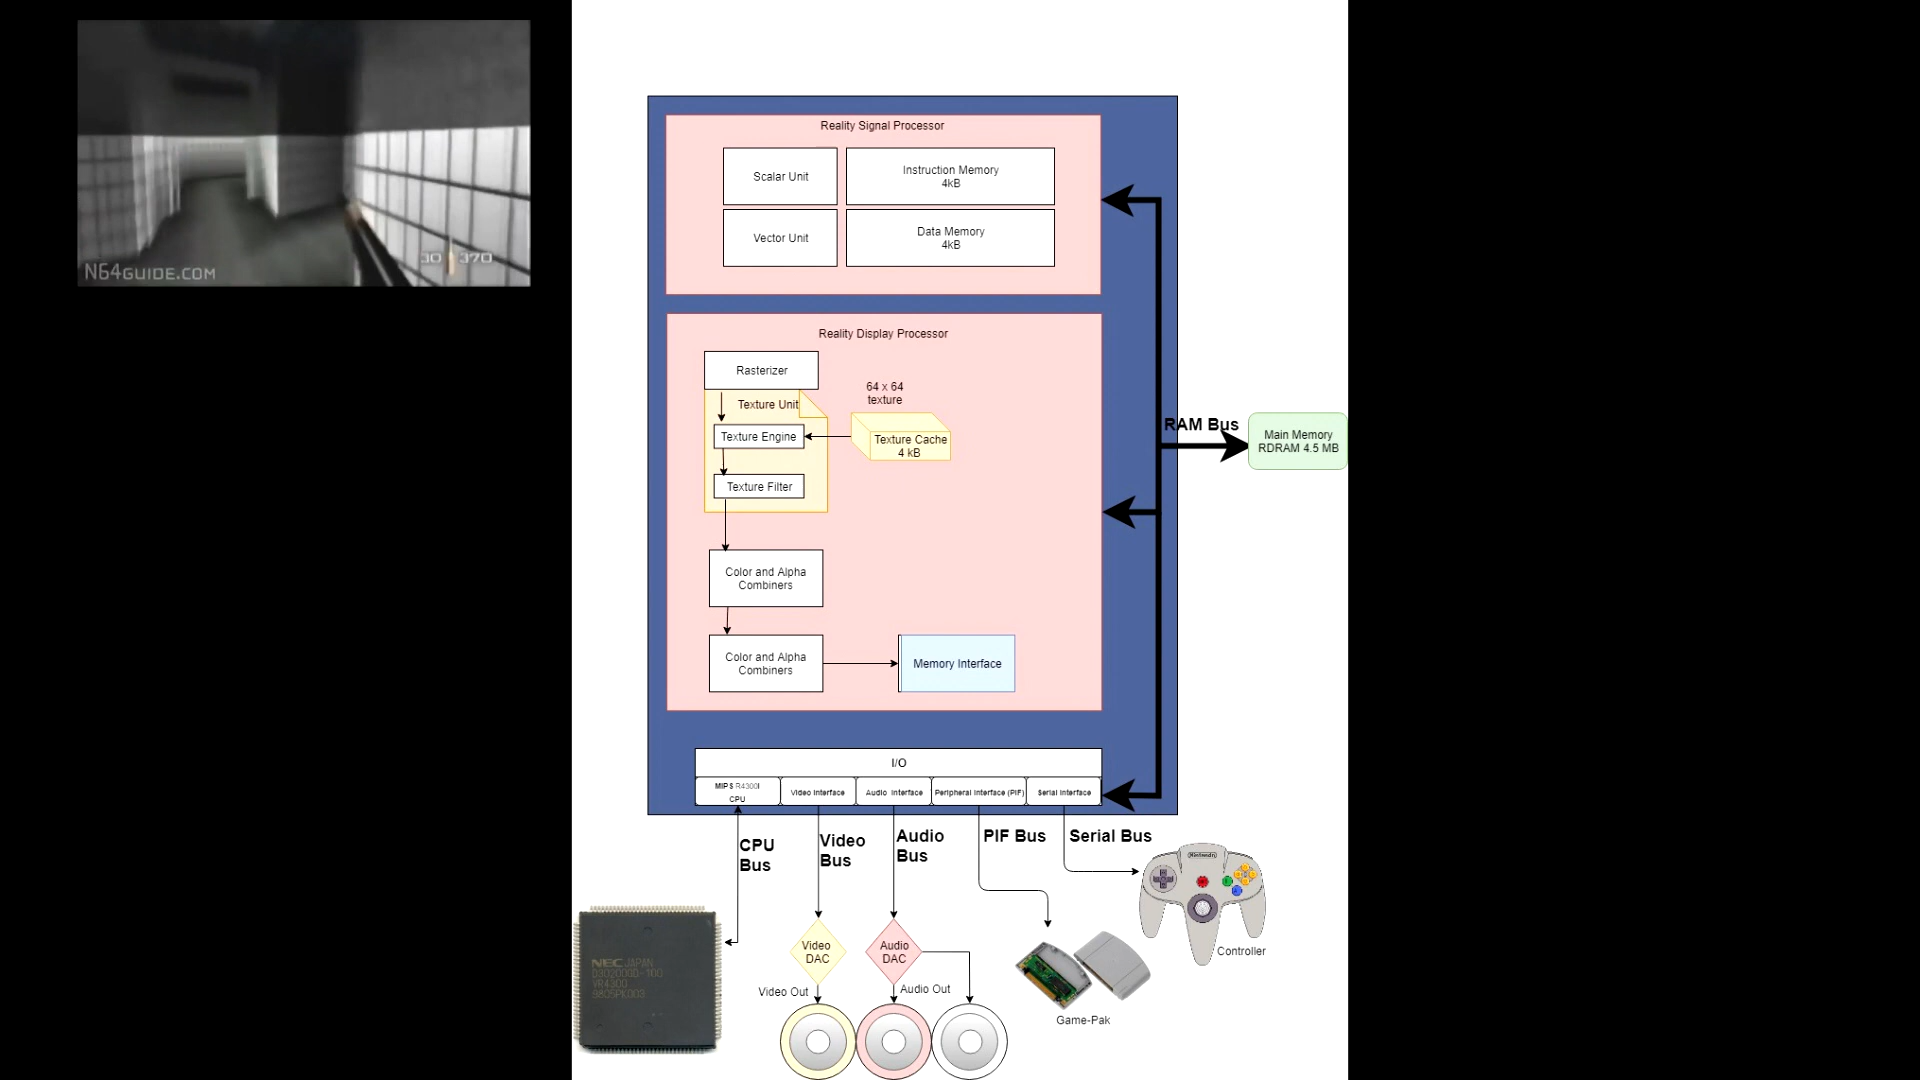 30 370
N64GUIDE.COM
Reality Signal Processor
Scalar Unit
Instruction Memory
4kB
Vector Unit
Data Memory
4kB
Reality Display Processor
Rasterizer
Texture Unit
64 x 64
texture
Texture Engine
Texture Cache
4 kB
Texture Filter
Color and Alpha
Combiners
Color and Alpha
Combiners
Memory Interface
RAM Bus
Main Memory
RDRAM 4.5 MB
I/O
MIPS R4300I
CPU
Video Interface
Audio Interface
Peripheral Interface (PIF)
Serial Interface
CPU
Bus
Video
Bus
Audio
Bus
PIF Bus
Serial Bus
Nintendo
Controller
NEC JAPAN
VR4300
9805PK003
Video
DAC
Audio
DAC
Video Out
Audio Out
Game-Pak